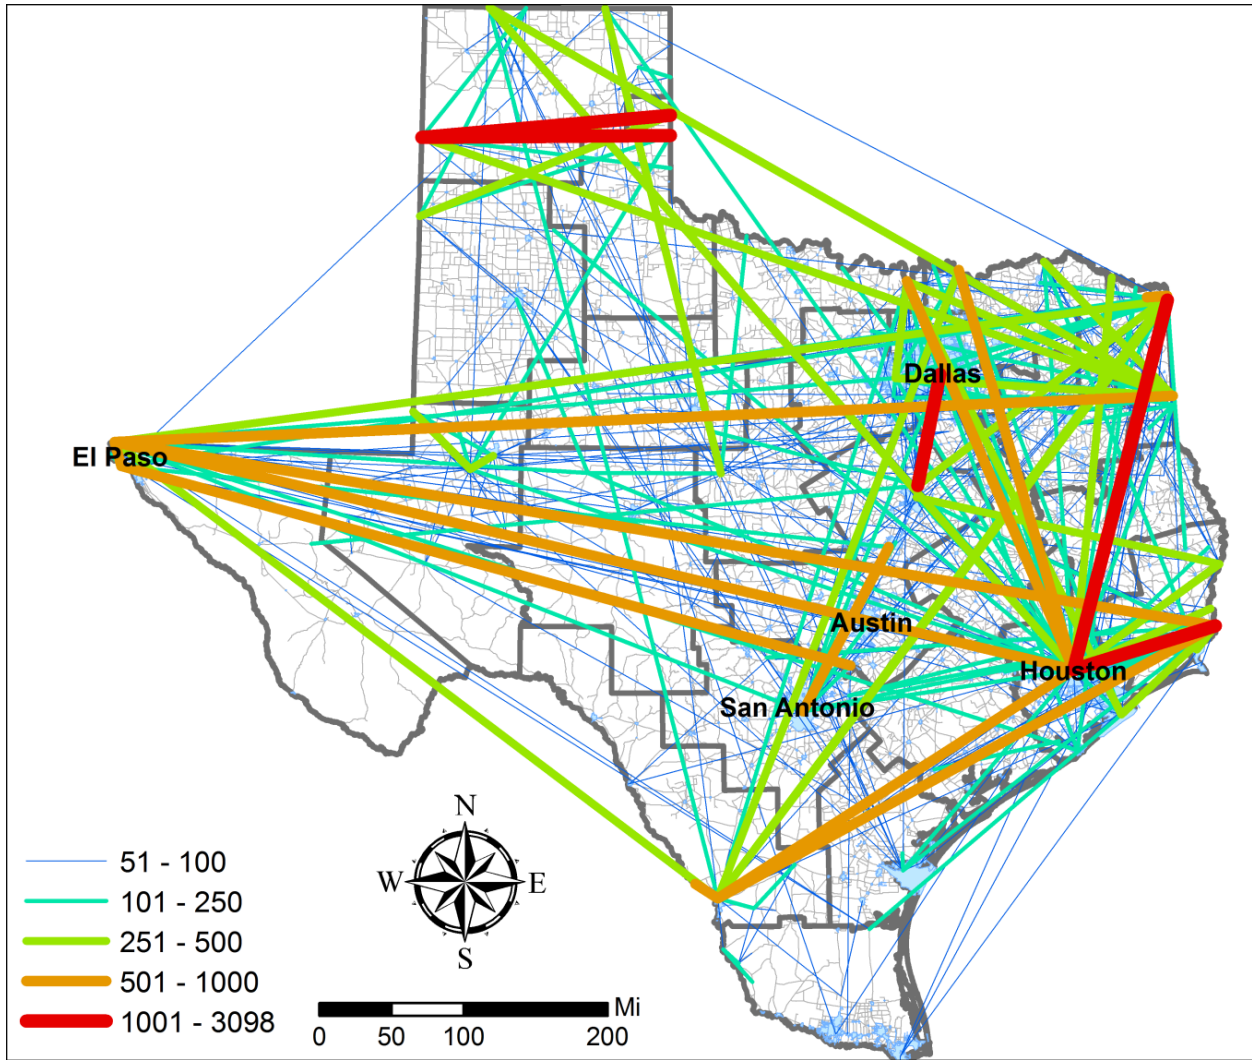 Dallas
El Paso
Austin
Houston
San Antonio
N
W E
S
51 - 100
101 - 250
251 - 500
501 - 1000
1001 - 3098
Mi
0 50 100 200